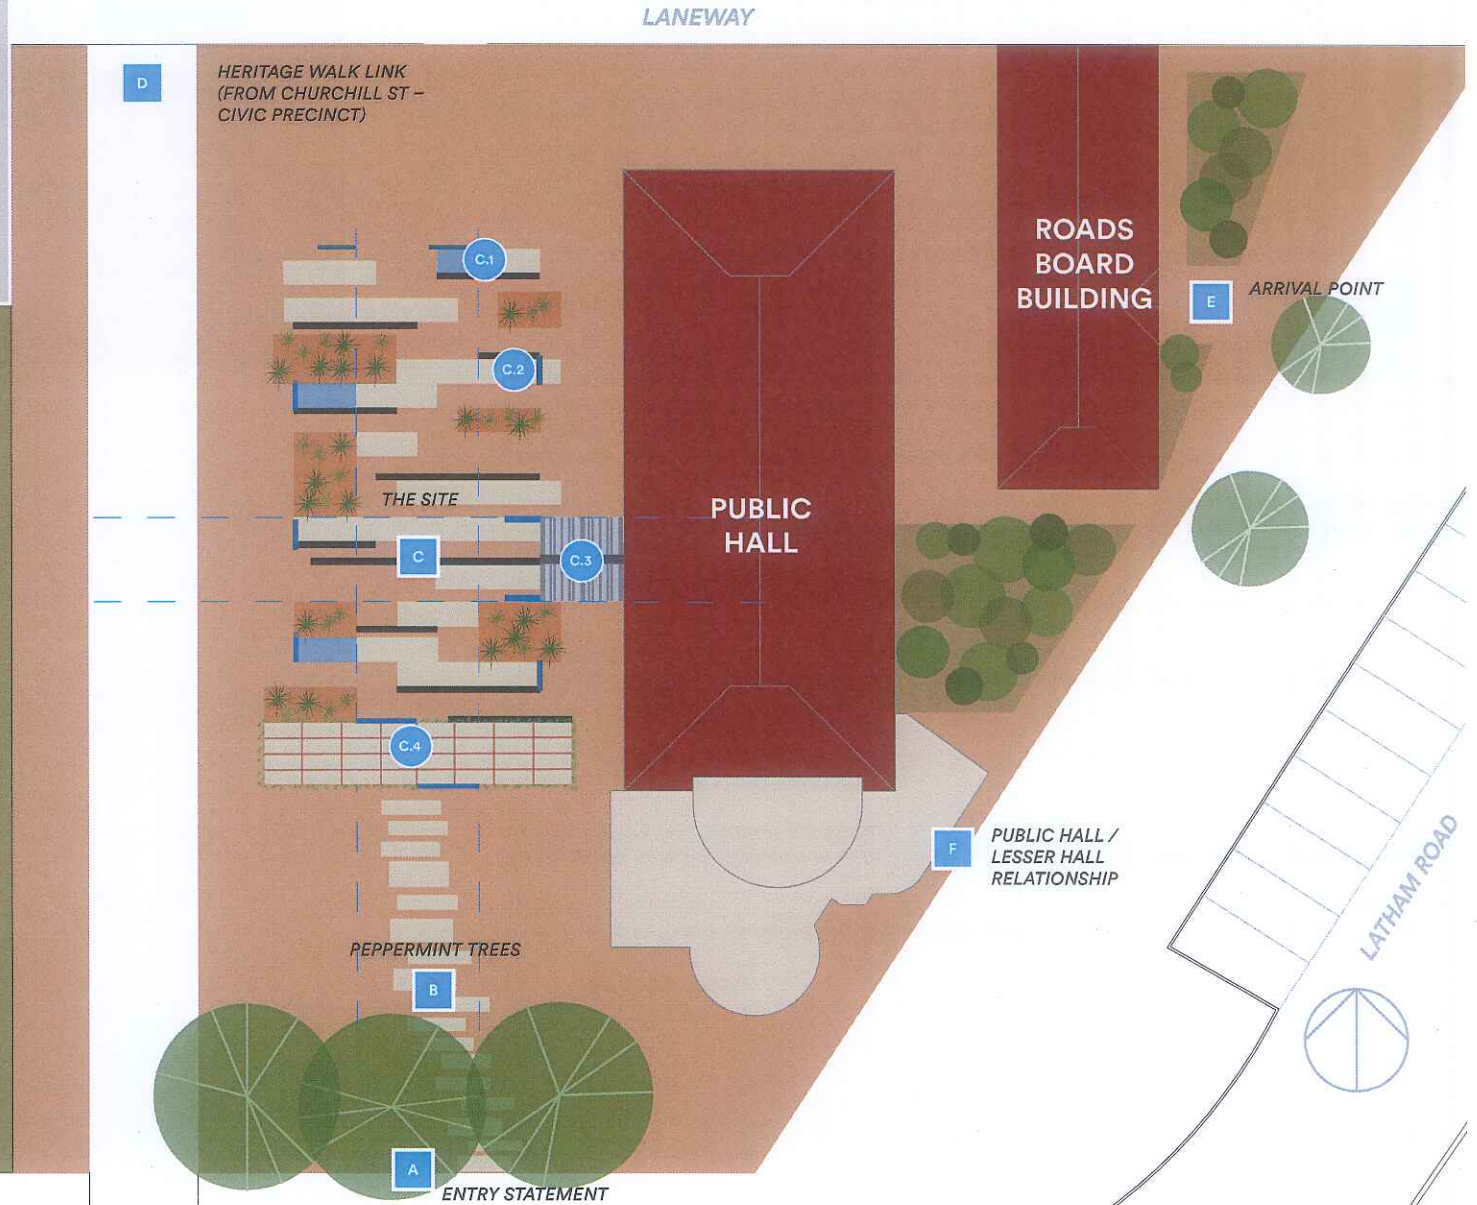 LANEWAY
D
HERITAGE WALK LINK
(FROM CHURCHILL ST –
CIVIC PRECINCT)
C.1
ROADS
BOARD
BUILDING
E
ARRIVAL POINT
C.2
THE SITE
C
C.3
PUBLIC
HALL
C.4
F
PUBLIC HALL /
LESSER HALL
RELATIONSHIP
LATHAM ROAD
PEPPERMINT TREES
B
A
ENTRY STATEMENT